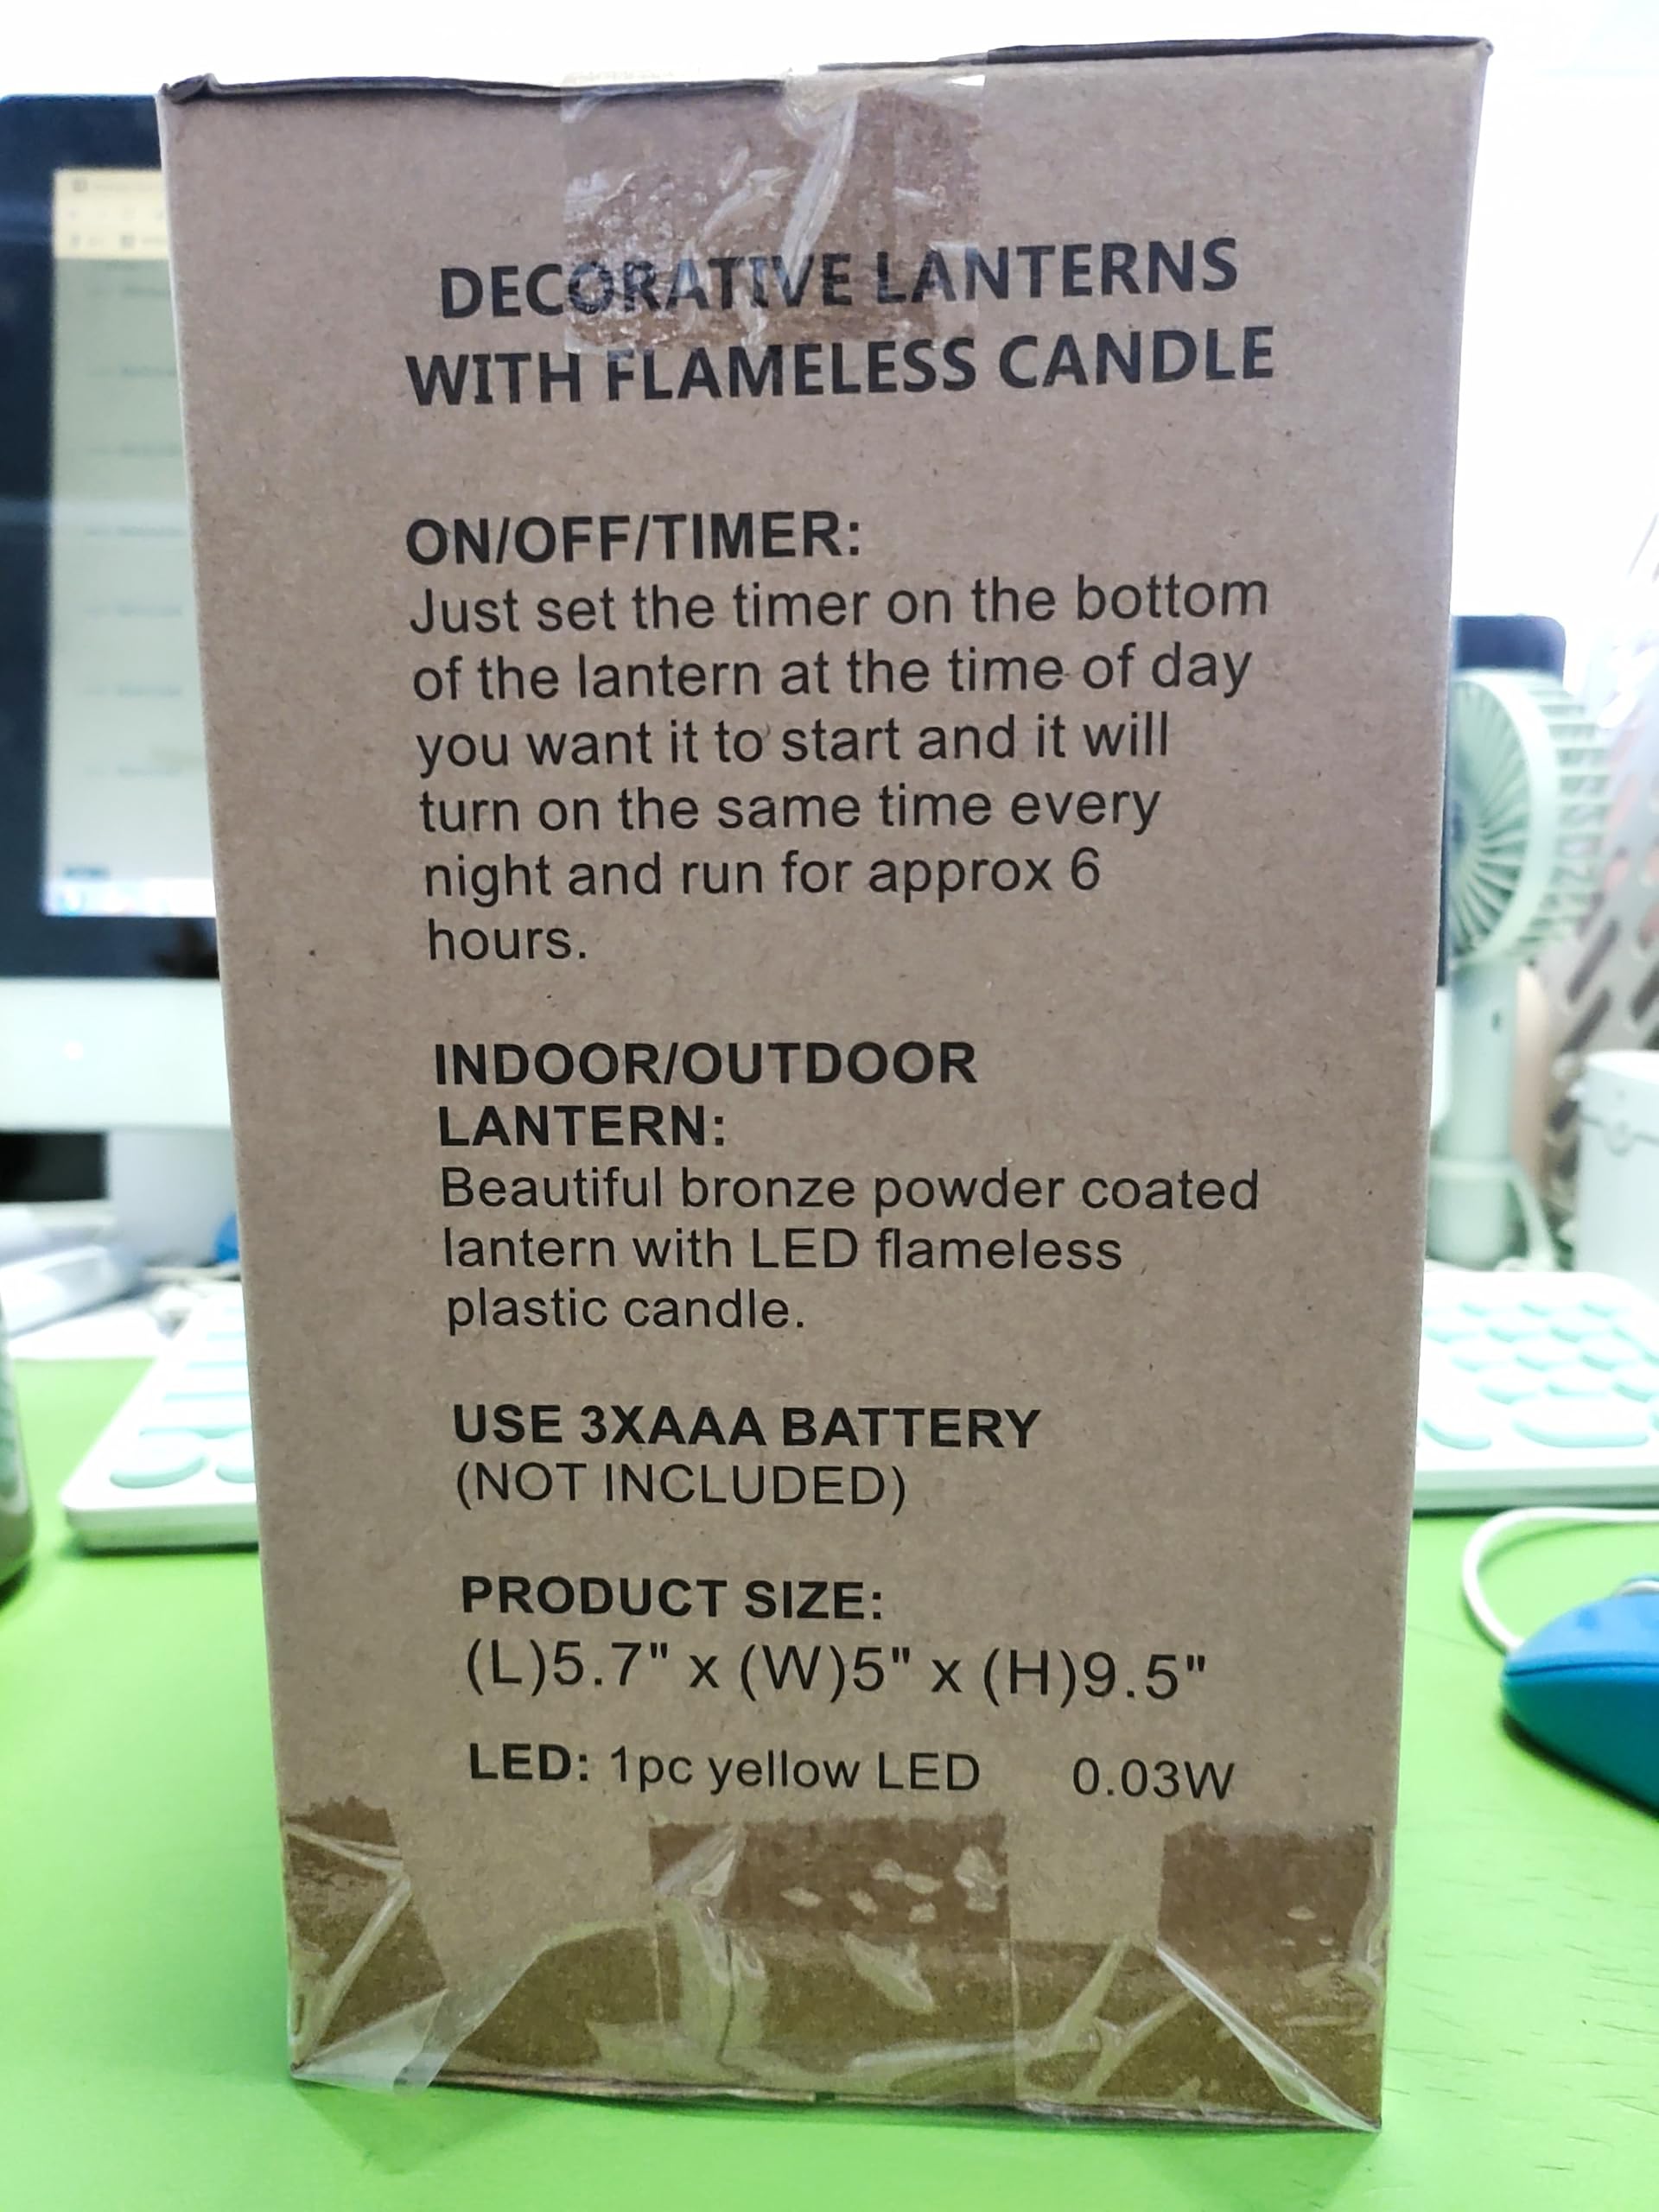 DECORATIVE LANTERNS
WITH FLAMELESS CANDLE
ON/OFF/TIMER:
Just set the timer on the bottom
of the lantern at the time of day
you want it to start and it will
turn on the same time every
night and run for approx 6
hours.
INDOOR/OUTDOOR
LANTERN:
Beautiful bronze powder coated
lantern with LED flameless
plastic candle.
USE 3XAAA BATTERY
(NOT INCLUDED)
PRODUCT SIZE:
(L)5.7" x (W)5" x (H)9.5"
LED: 1pc yellow LED 0.03W